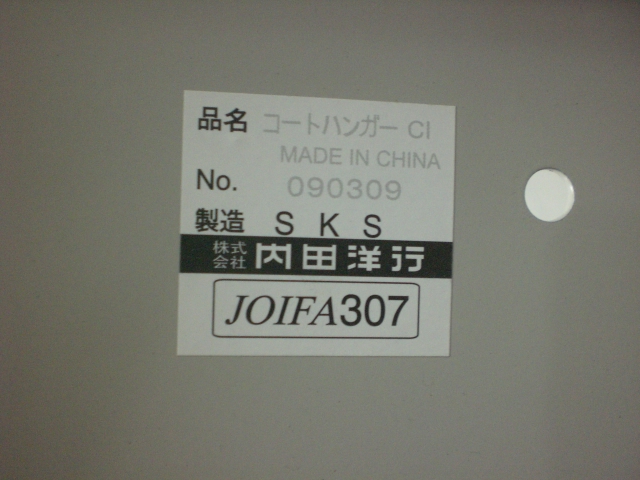 品名 コートハンガー CI
MADE IN CHINA
No. 090309
製造 SKS
株式会社 内田洋行
JOIFA307